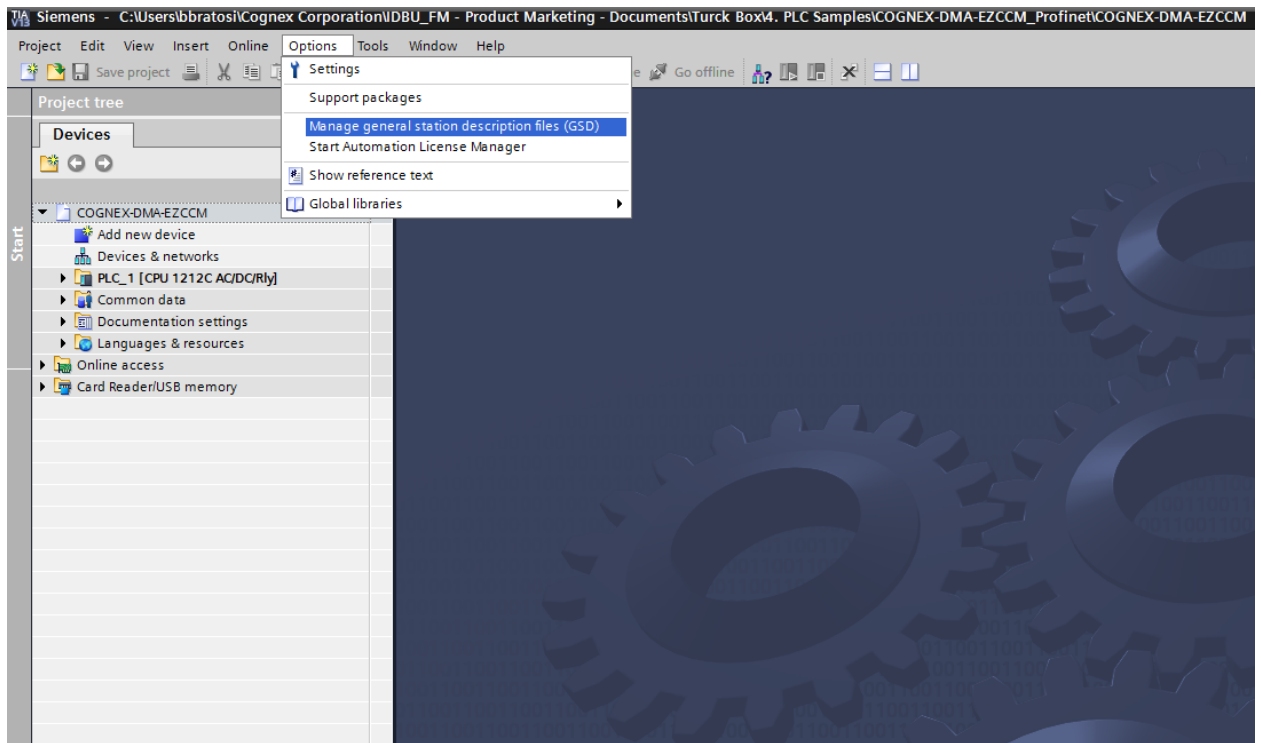 TIA V13 Siemens - C:\Users\bbratosi\Cognex Corporation\IDBU_FM - Product Marketing - Documents\Turck Box\4. PLC Samples\COGNEX-DMA-EZCCM_Profinet\COGNEX-DMA-EZCCM
Project Edit View Insert Online Options Tools Window Help
Save project e Go offline
Settings
Support packages
Manage general station description files (GSD)
Start Automation License Manager
Show reference text
Global libraries
Project tree
Devices
Start
COGNEX-DMA-EZCCM
Add new device
Devices & networks
PLC_1 [CPU 1212C AC/DC/Rly]
Common data
Documentation settings
Languages & resources
Online access
Card Reader/USB memory